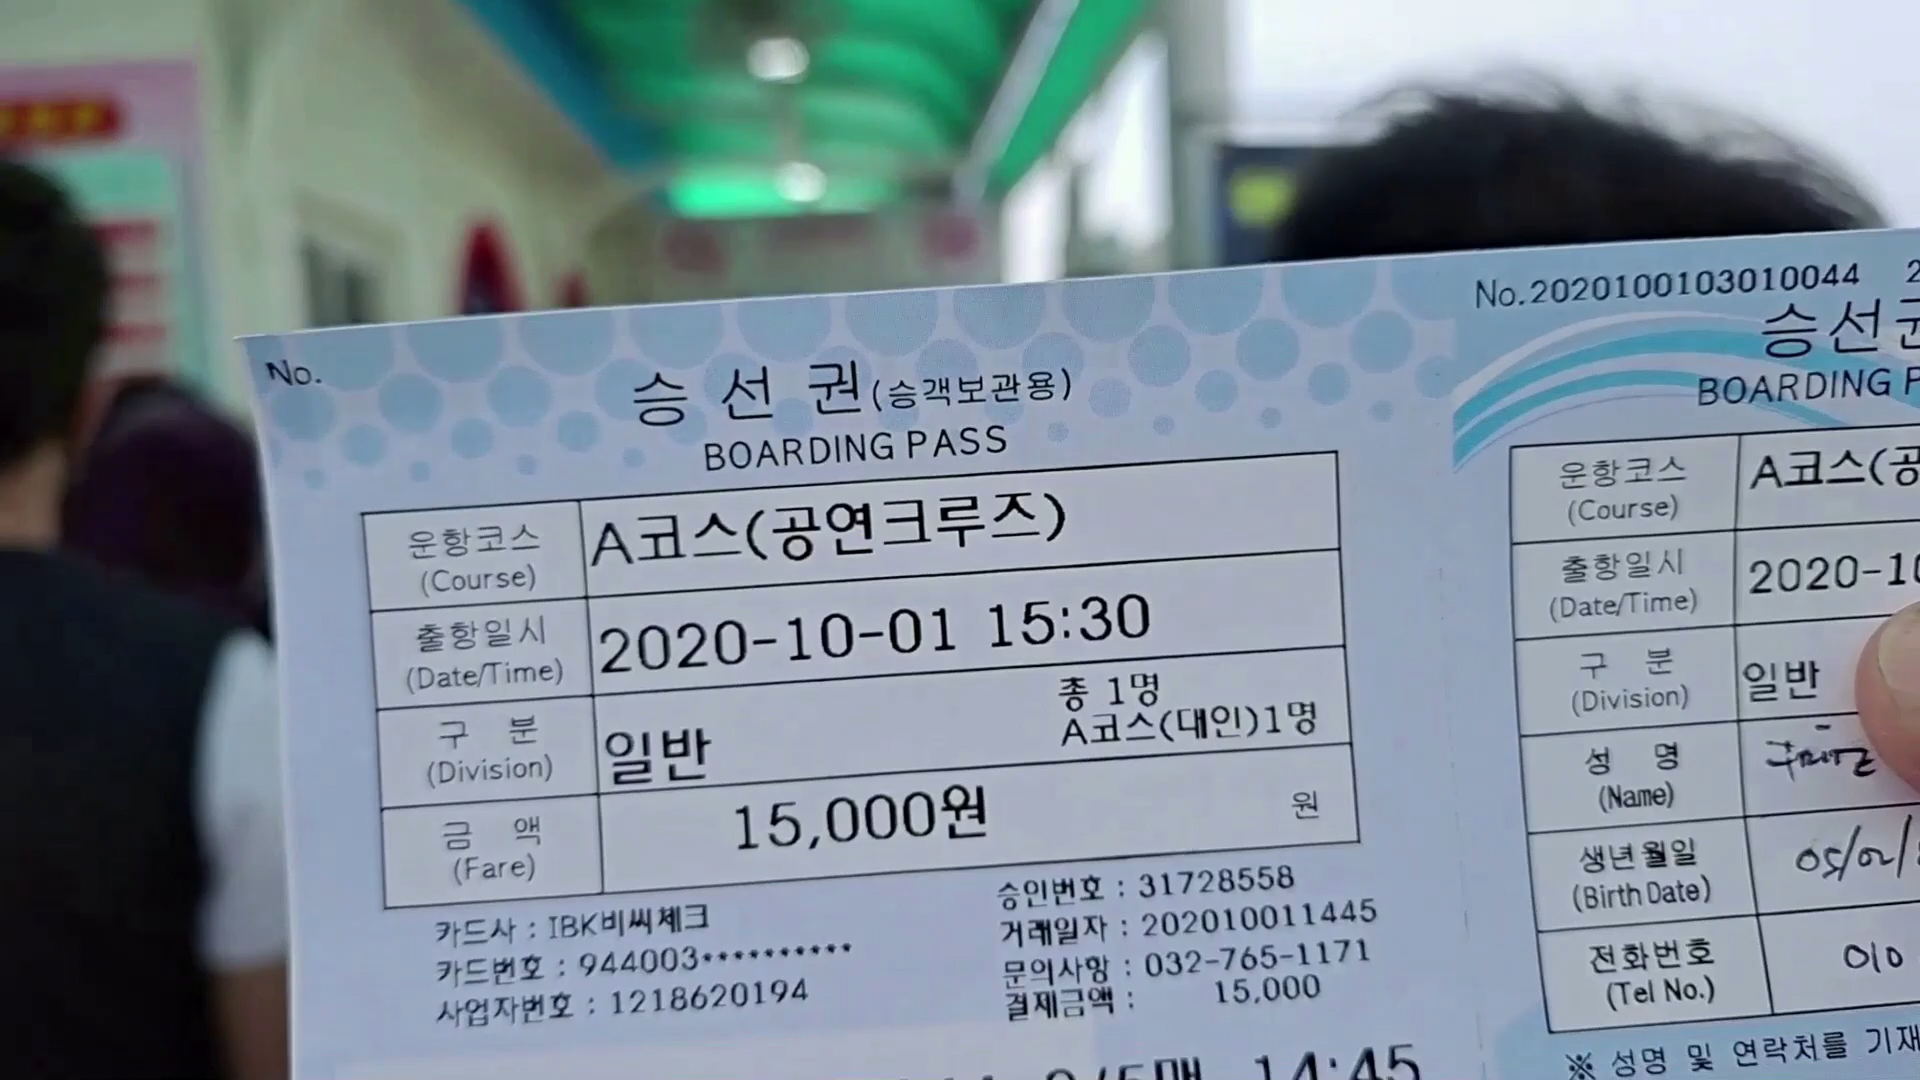 No.
승 선 권(승객보관용)
BOARDING PASS
운항코스
(Course)
A코스(공연크루즈)
출항일시
(Date/Time)
2020-10-01 15:30
구 분
(Division)
일반
총 1명
A코스(대인)1명
금 액
(Fare)
15,000원
원
카드사 : IBK비씨체크
카드번호 : 944003**********
사업자번호 : 1218620194
승인번호 : 31728558
거래일자 : 202010011445
문의사항 : 032-765-1171
결제금액 : 15,000
14:45
No.2020100103010044
승선권
BOARDING P
운항코스
(Course)
A코스(공
출항일시
(Date/Time)
2020-10
구 분
(Division)
일반
성 명
(Name)
생년월일
(Birth Date)
05/02/
전화번호
(Tel No.)
010
※ 성명 및 연락처를 기재